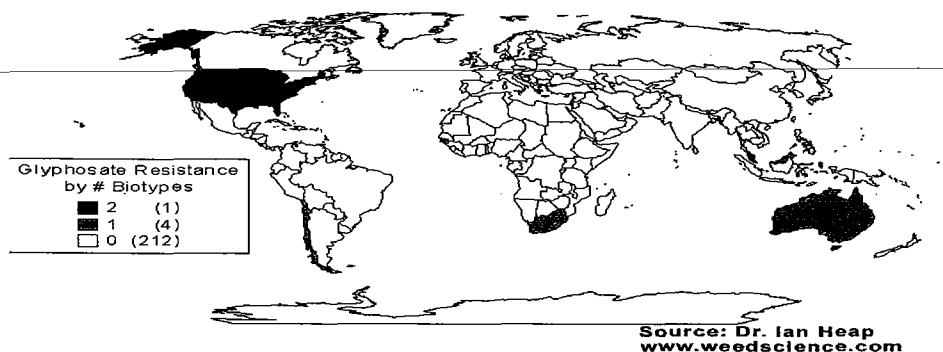 Glyphosate Resistance
by # Biotypes
2 (1)
1 (4)
0 (212)
Source: Dr. Ian Heap
www.weedscience.com